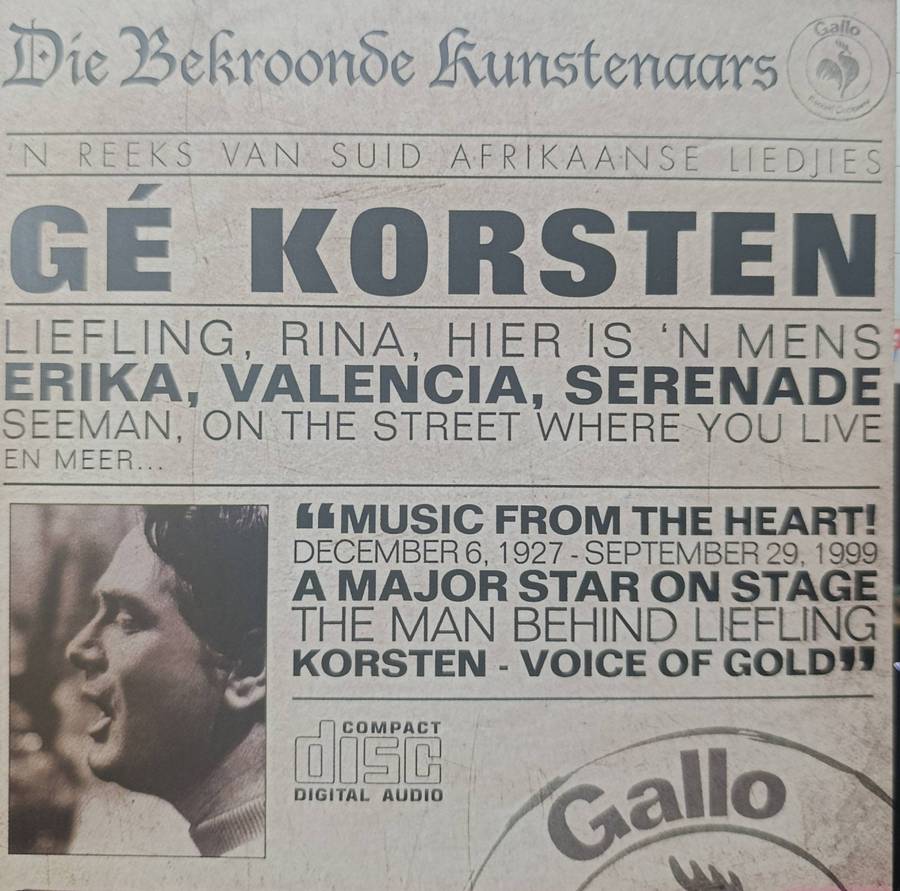 Die Bekroonde Kunstenaars
Gallo
Record Company
'N REEKS VAN SUID AFRIKAANSE LIEDJIES
GÉ KORSTEN
LIEFLING, RINA, HIER IS 'N MENS
ERIKA, VALENCIA, SERENADE
SEEMAN, ON THE STREET WHERE YOU LIVE
EN MEER...
“MUSIC FROM THE HEART!
DECEMBER 6, 1927 - SEPTEMBER 29, 1999
A MAJOR STAR ON STAGE
THE MAN BEHIND LIEFLING
KORSTEN - VOICE OF GOLD”
COMPACT
disc
DIGITAL AUDIO
Gallo